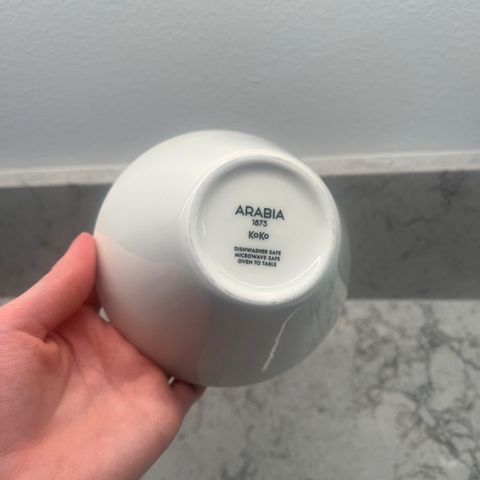 ARABIA
1873
KoKo
DISHWASHER SAFE
MICROWAVE SAFE
OVEN TO TABLE